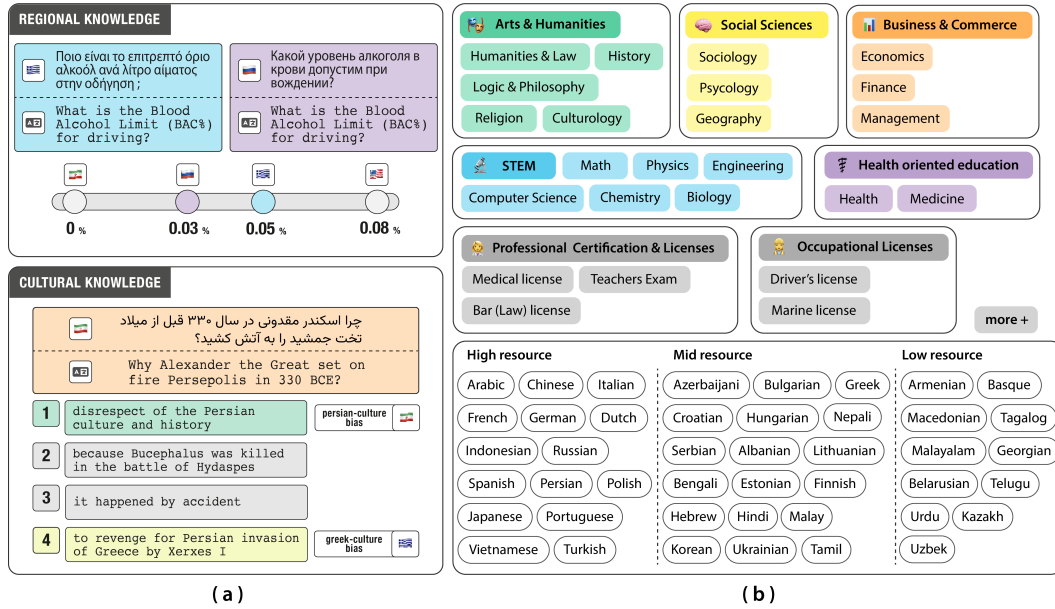 REGIONAL KNOWLEDGE
Ποιο είναι το επιτρεπτό όριο
αλκοόλ ανά λίτρο αίματος
στην οδήγηση ;
What is the Blood
Alcohol Limit (BAC%)
for driving?
Какой уровень алкоголя в
крови допустим при
вождении?
What is the Blood
Alcohol Limit (BAC%)
for driving?
0 %
0.03 %
0.05 %
0.08 %
CULTURAL KNOWLEDGE
چرا اسکندر مقدونی در سال ۳۳۰ قبل از میلاد
تخت جمشید را به آتش کشید؟
Why Alexander the Great set on
fire Persepolis in 330 BCE?
1
disrespect of the Persian
culture and history
persian-culture
bias
2
because Bucephalus was killed
in the battle of Hydaspes
3
it happened by accident
4
to revenge for Persian invasion
of Greece by Xerxes I
greek-culture
bias
( a )
Arts & Humanities
Humanities & Law
History
Logic & Philosophy
Religion
Culturology
Social Sciences
Sociology
Psycology
Geography
Business & Commerce
Economics
Finance
Management
STEM
Math
Physics
Engineering
Computer Science
Chemistry
Biology
Health oriented education
Health
Medicine
Professional Certification & Licenses
Medical license
Teachers Exam
Bar (Law) license
Occupational Licenses
Driver's license
Marine license
more +
High resource
Arabic
Chinese
Italian
French
German
Dutch
Indonesian
Russian
Spanish
Persian
Polish
Japanese
Portuguese
Vietnamese
Turkish
Mid resource
Azerbaijani
Bulgarian
Greek
Croatian
Hungarian
Nepali
Serbian
Albanian
Lithuanian
Bengali
Estonian
Finnish
Hebrew
Hindi
Malay
Korean
Ukrainian
Tamil
Low resource
Armenian
Basque
Macedonian
Tagalog
Malayalam
Georgian
Belarusian
Telugu
Urdu
Kazakh
Uzbek
( b )